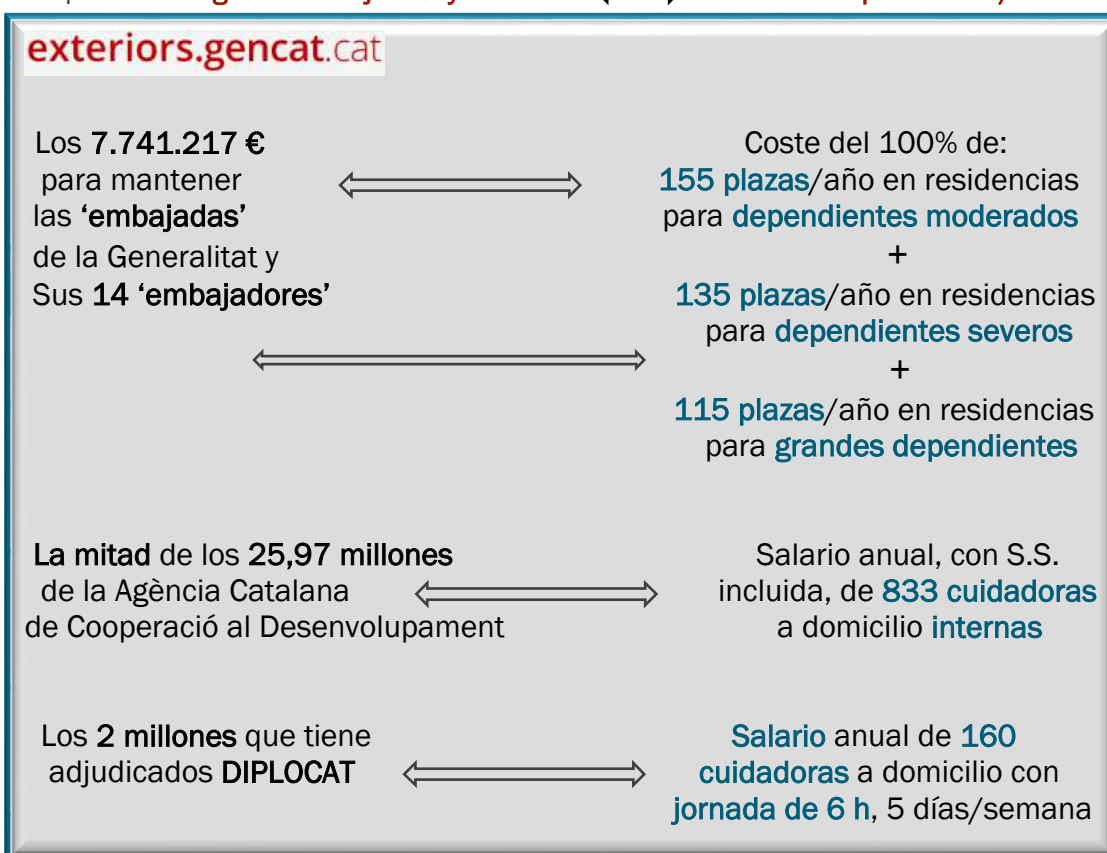 exteriors.gencat.cat
Los 7.741.217 €
para mantener
las ‘embajadas’
de la Generalitat y
Sus 14 ‘embajadores’
Coste del 100% de:
155 plazas/año en residencias
para dependientes moderados
+
135 plazas/año en residencias
para dependientes severos
+
115 plazas/año en residencias
para grandes dependientes
La mitad de los 25,97 millones
de la Agència Catalana
de Cooperació al Desenvolupament
Salario anual, con S.S.
incluida, de 833 cuidadoras
a domicilio internas
Los 2 millones que tiene
adjudicados DIPLOCAT
Salario anual de 160
cuidadoras a domicilio con
jornada de 6 h, 5 días/semana